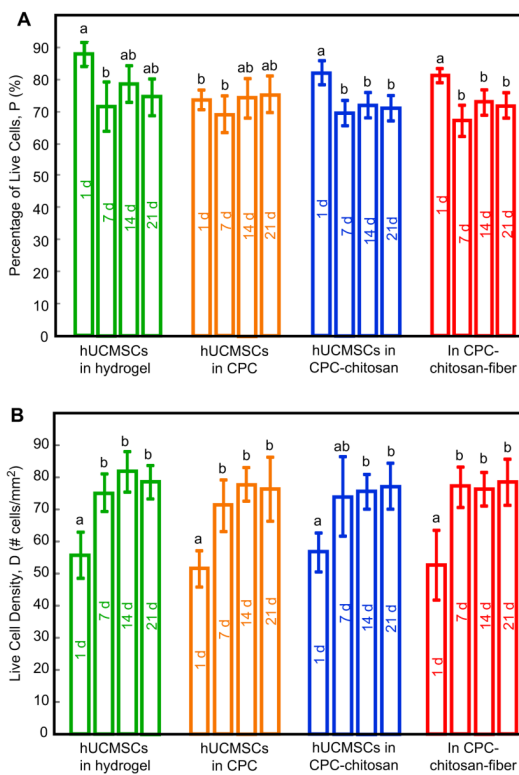 A
Percentage of Live Cells, P (%)
90
80
70
60
50
40
30
20
10
0
a b ab ab
b b ab ab
a b b b
a b b b
1 d 7 d 14 d 21 d
1 d 7 d 14 d 21 d
1 d 7 d 14 d 21d
1 d 7 d 14 d 21 d
hUCMSCs
in hydrogel
hUCMSCs
in CPC
hUCMSCs in
CPC-chitosan
In CPC-
chitosan-fiber
B
Live Cell Density, D (# cells/mm²)
90
80
70
60
50
40
30
20
10
0
a b b b
a b b b
a ab b b
a b b b
1 d 7 d 14 d 21 d
1 d 7 d 14 d 21 d
1 d 7 d 14 d 21 d
1 d 7 d 14 d 21 d
hUCMSCs
in hydrogel
hUCMSCs
in CPC
hUCMSCs in
CPC-chitosan
In CPC-
chitosan-fiber